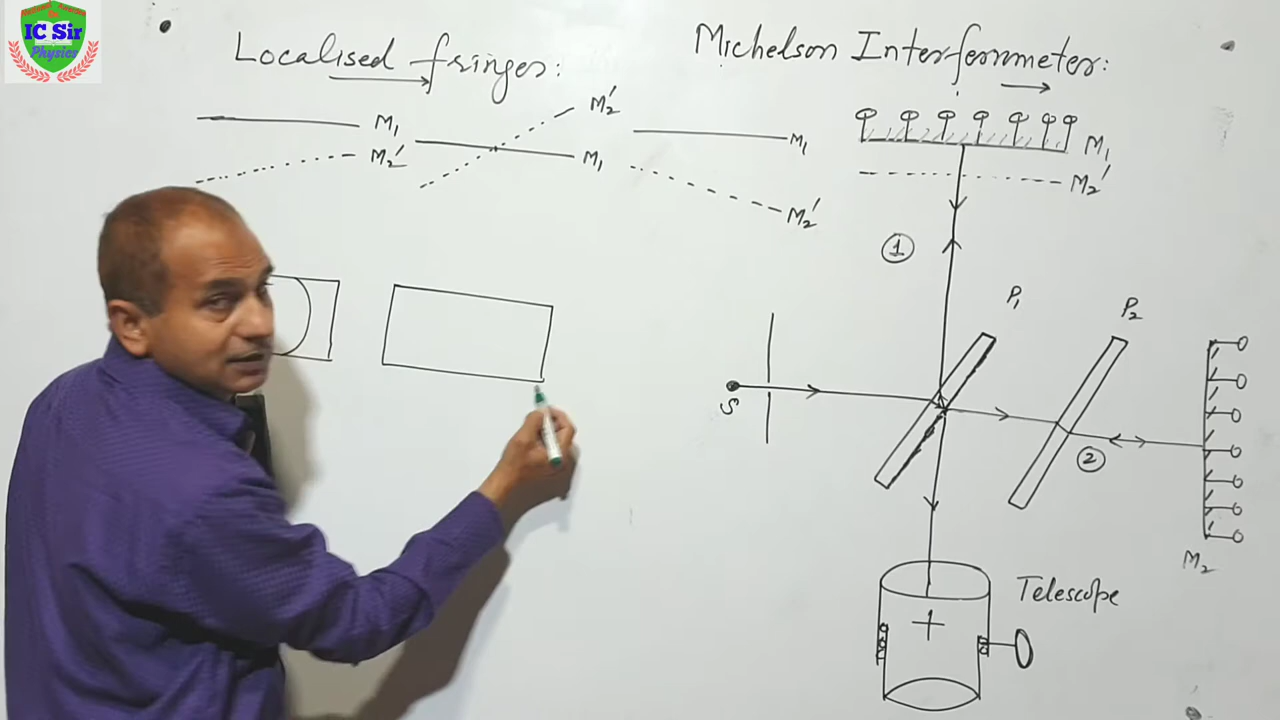 IC Sir
Physics
Localised fringes:
Michelson Interferometer:
M₁
M₂'
M₂'
M₁
M₁
M₂'
M₁
M₂'
1
P₁
P₂
S
2
M₂
Telescope